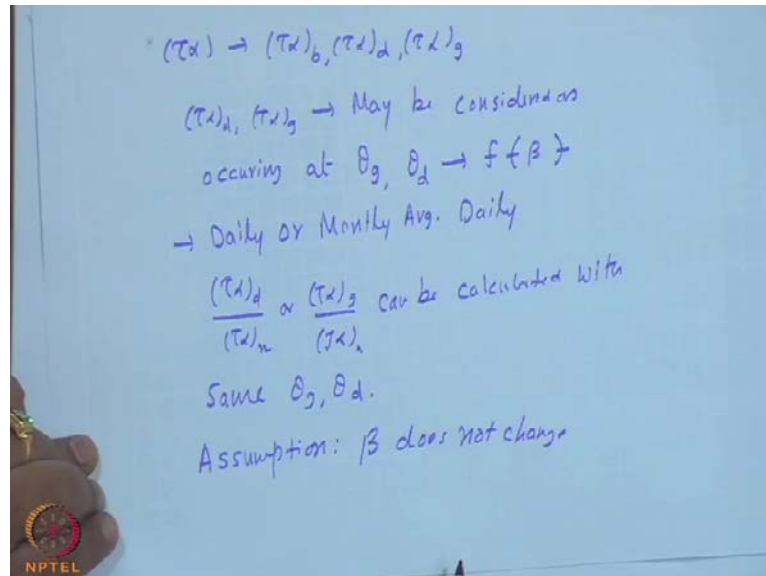 (τα) → (τα)b, (τα)d, (τα)g
(τα)d, (τα)g → May be considered as
occuring at θg, θd → f{β}
→ Daily or Monthly Avg. Daily
(τα)d/(τα)n or (τα)g/(τα)n can be calculated with
Same θg, θd.
Assumption: β does not change
NPTEL